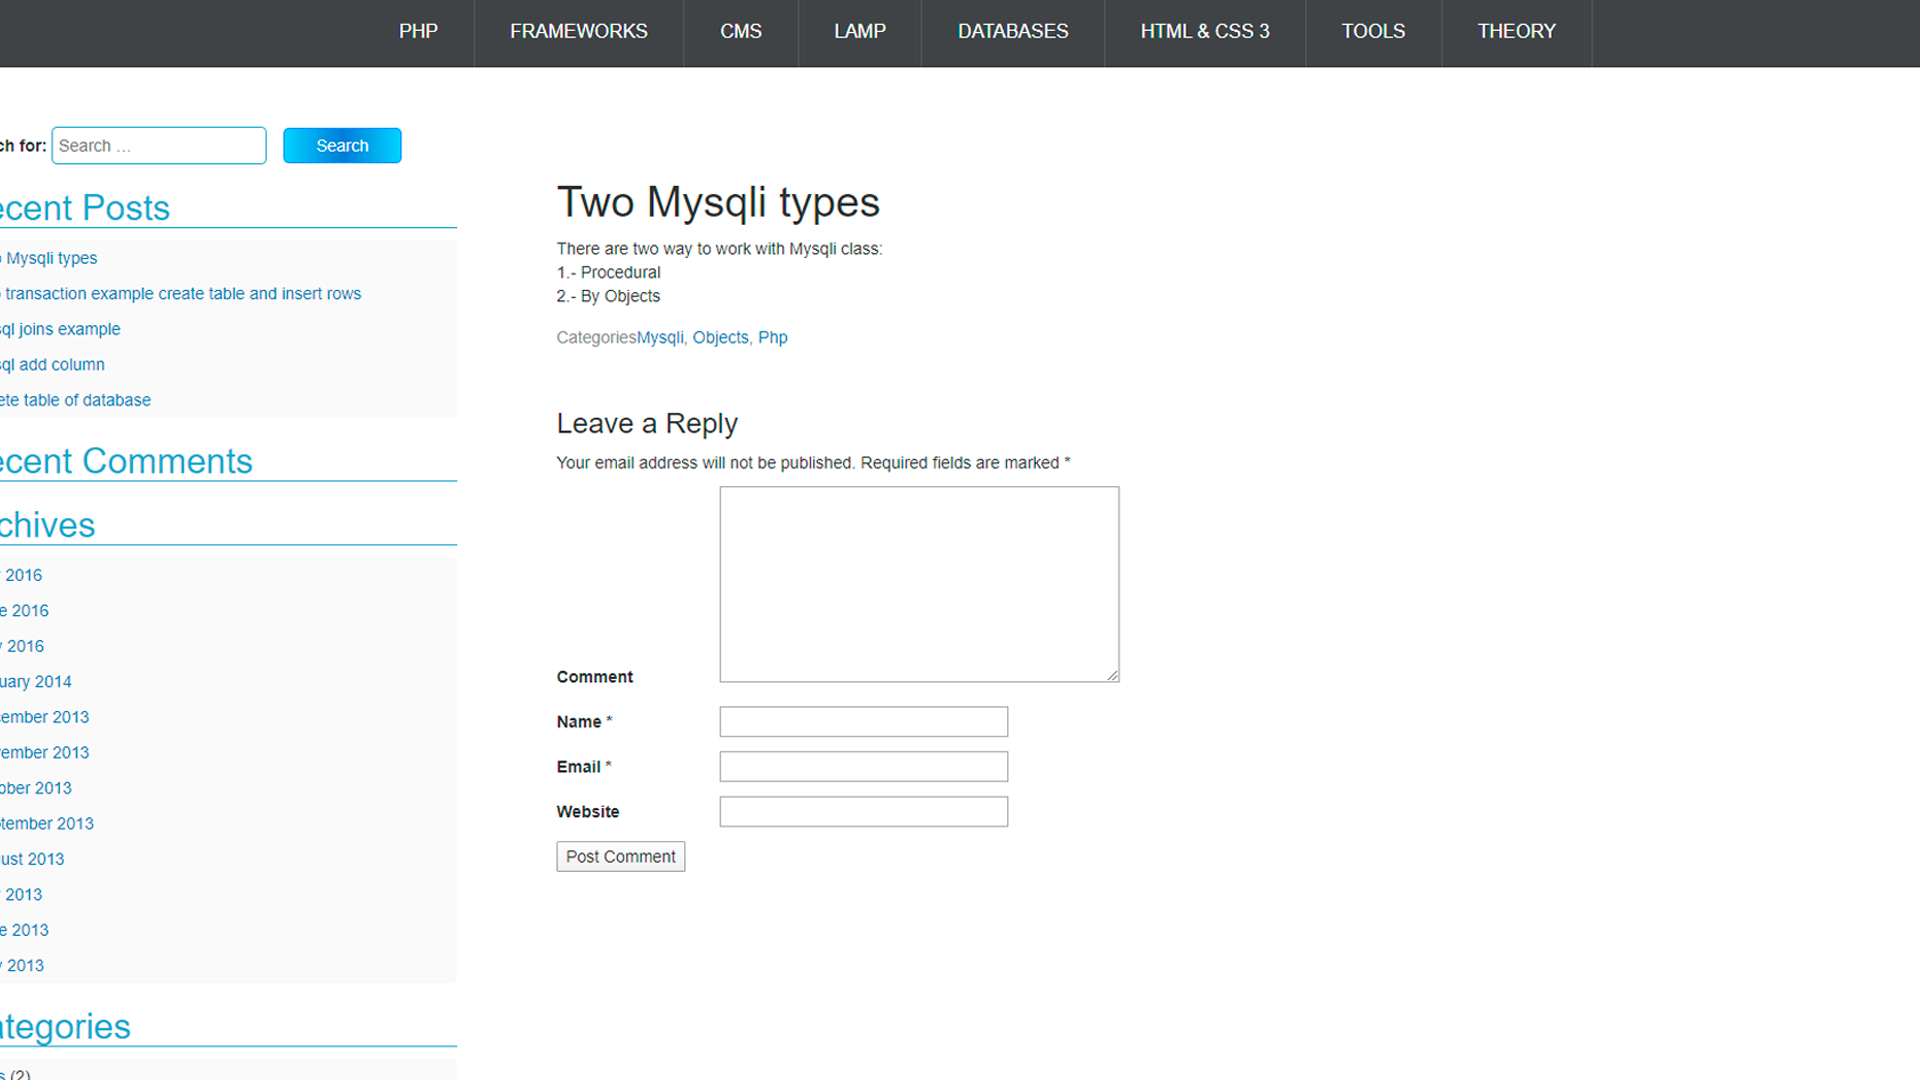 PHP FRAMEWORKS CMS LAMP DATABASES HTML & CSS 3 TOOLS THEORY
ch for: Search … Search
ecent Posts
o Mysqli types
o transaction example create table and insert rows
sql joins example
sql add column
ete table of database
ecent Comments
chives
2016
e 2016
y 2016
uary 2014
ember 2013
vember 2013
ober 2013
tember 2013
ust 2013
2013
e 2013
y 2013
ategories
s (2)
Two Mysqli types
There are two way to work with Mysqli class:
1.- Procedural
2.- By Objects
CategoriesMysqli, Objects, Php
Leave a Reply
Your email address will not be published. Required fields are marked *
Comment
Name *
Email *
Website
Post Comment